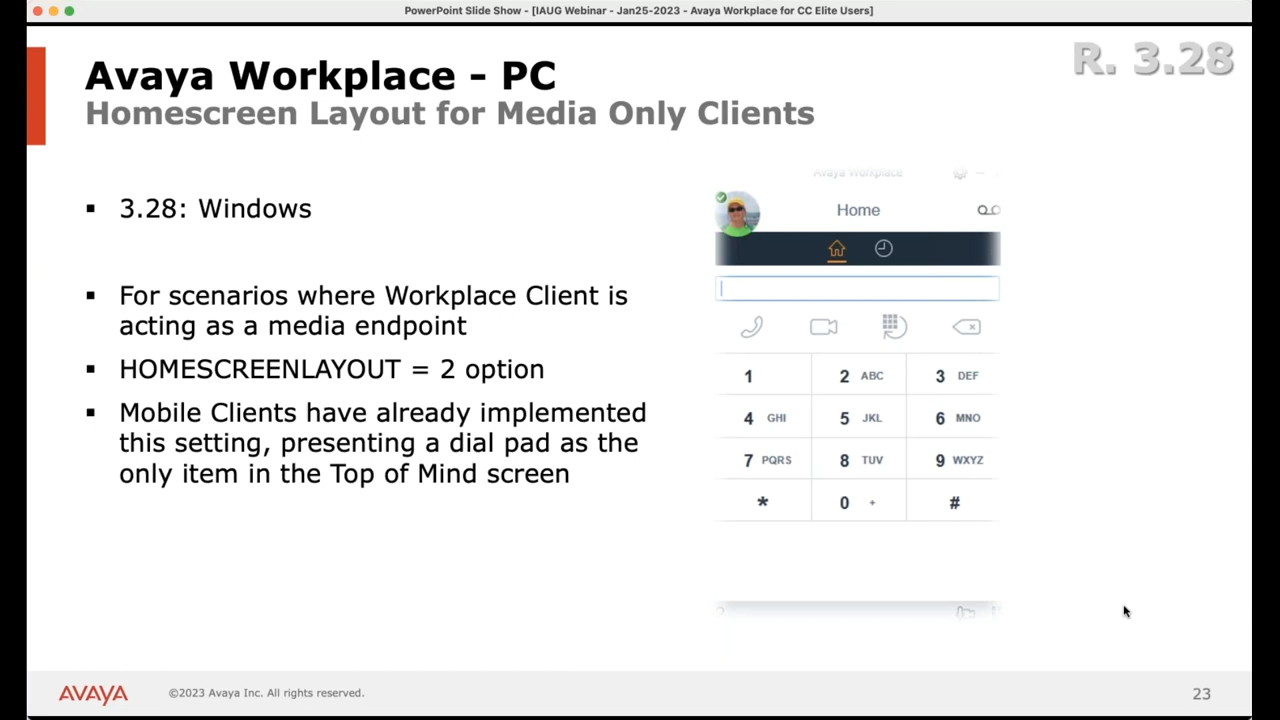 PowerPoint Slide Show - [IAUG Webinar - Jan25-2023 - Avaya Workplace for CC Elite Users]
R. 3.28
Avaya Workplace - PC
Homescreen Layout for Media Only Clients
▪ 3.28: Windows
▪ For scenarios where Workplace Client is
acting as a media endpoint
▪ HOMESCREENLAYOUT = 2 option
▪ Mobile Clients have already implemented
this setting, presenting a dial pad as the
only item in the Top of Mind screen
Avaya Workplace
Home
1 2 ABC 3 DEF
4 GHI 5 JKL 6 MNO
7 PQRS 8 TUV 9 WXYZ
* 0 + #
AVAYA
©2023 Avaya Inc. All rights reserved.
23